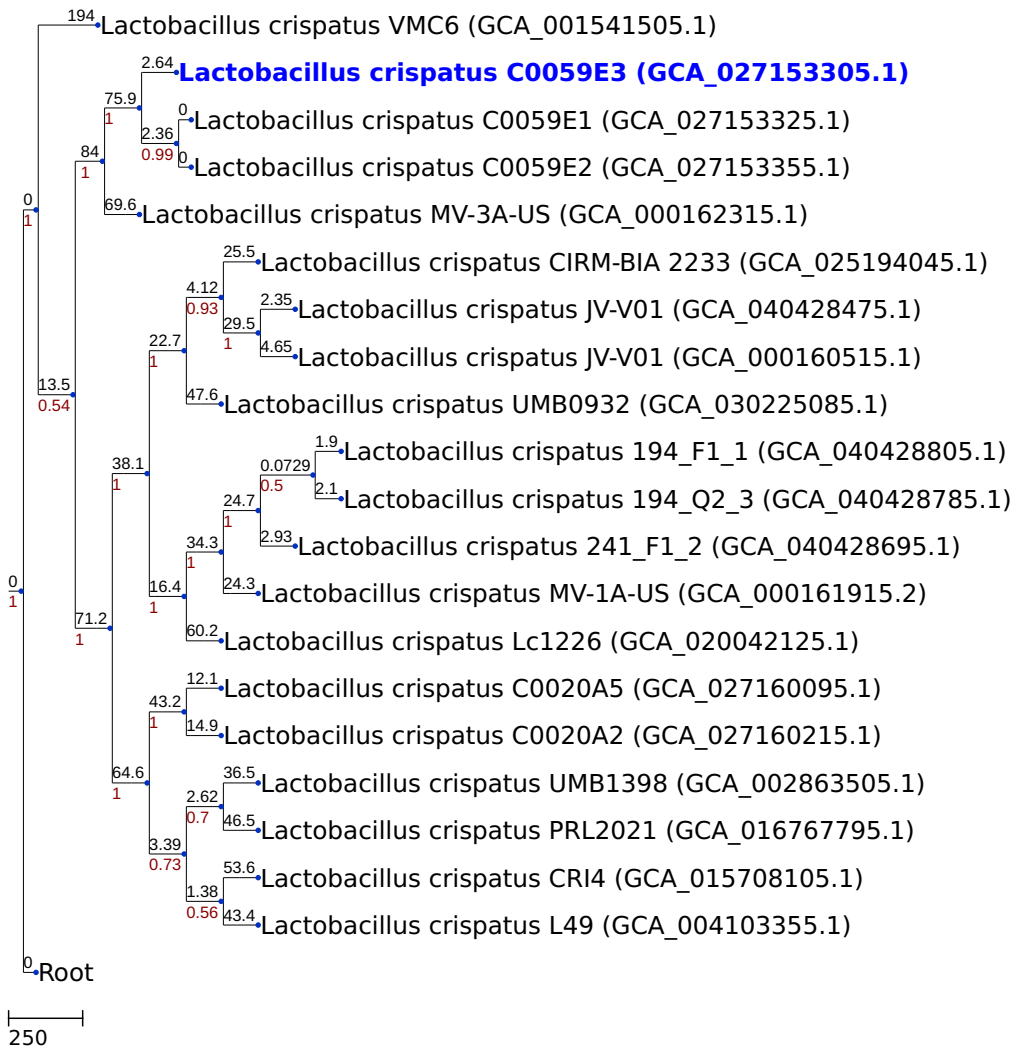 194
Lactobacillus crispatus VMC6 (GCA_001541505.1)
2.64
Lactobacillus crispatus C0059E3 (GCA_027153305.1)
75.9
1
0
Lactobacillus crispatus C0059E1 (GCA_027153325.1)
2.36
0.99
0
Lactobacillus crispatus C0059E2 (GCA_027153355.1)
84
1
69.6
Lactobacillus crispatus MV-3A-US (GCA_000162315.1)
0
1
25.5
Lactobacillus crispatus CIRM-BIA 2233 (GCA_025194045.1)
4.12
0.93
2.35
Lactobacillus crispatus JV-V01 (GCA_040428475.1)
29.5
1
4.65
Lactobacillus crispatus JV-V01 (GCA_000160515.1)
22.7
1
47.6
Lactobacillus crispatus UMB0932 (GCA_030225085.1)
13.5
0.54
1.9
Lactobacillus crispatus 194_F1_1 (GCA_040428805.1)
0.0729
0.5
2.1
Lactobacillus crispatus 194_Q2_3 (GCA_040428785.1)
38.1
1
24.7
1
2.93
Lactobacillus crispatus 241_F1_2 (GCA_040428695.1)
34.3
1
24.3
Lactobacillus crispatus MV-1A-US (GCA_000161915.2)
16.4
1
60.2
Lactobacillus crispatus Lc1226 (GCA_020042125.1)
0
1
71.2
1
12.1
Lactobacillus crispatus C0020A5 (GCA_027160095.1)
43.2
1
14.9
Lactobacillus crispatus C0020A2 (GCA_027160215.1)
64.6
1
36.5
Lactobacillus crispatus UMB1398 (GCA_002863505.1)
2.62
0.7
46.5
Lactobacillus crispatus PRL2021 (GCA_016767795.1)
3.39
0.73
53.6
Lactobacillus crispatus CRI4 (GCA_015708105.1)
1.38
0.56
43.4
Lactobacillus crispatus L49 (GCA_004103355.1)
0
Root
250